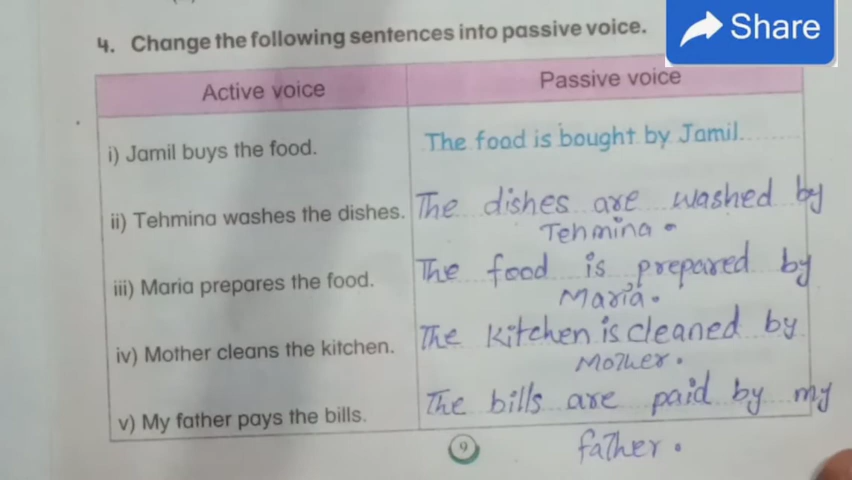 Share
4. Change the following sentences into passive voice.
Active voice
Passive voice
i) Jamil buys the food.
The food is bought by Jamil.
ii) Tehmina washes the dishes.
The dishes are washed by
Tehmina.
iii) Maria prepares the food.
The food is prepared by
Maria.
iv) Mother cleans the kitchen.
The kitchen is cleaned by
Mother.
v) My father pays the bills.
The bills are paid by my
father.
9